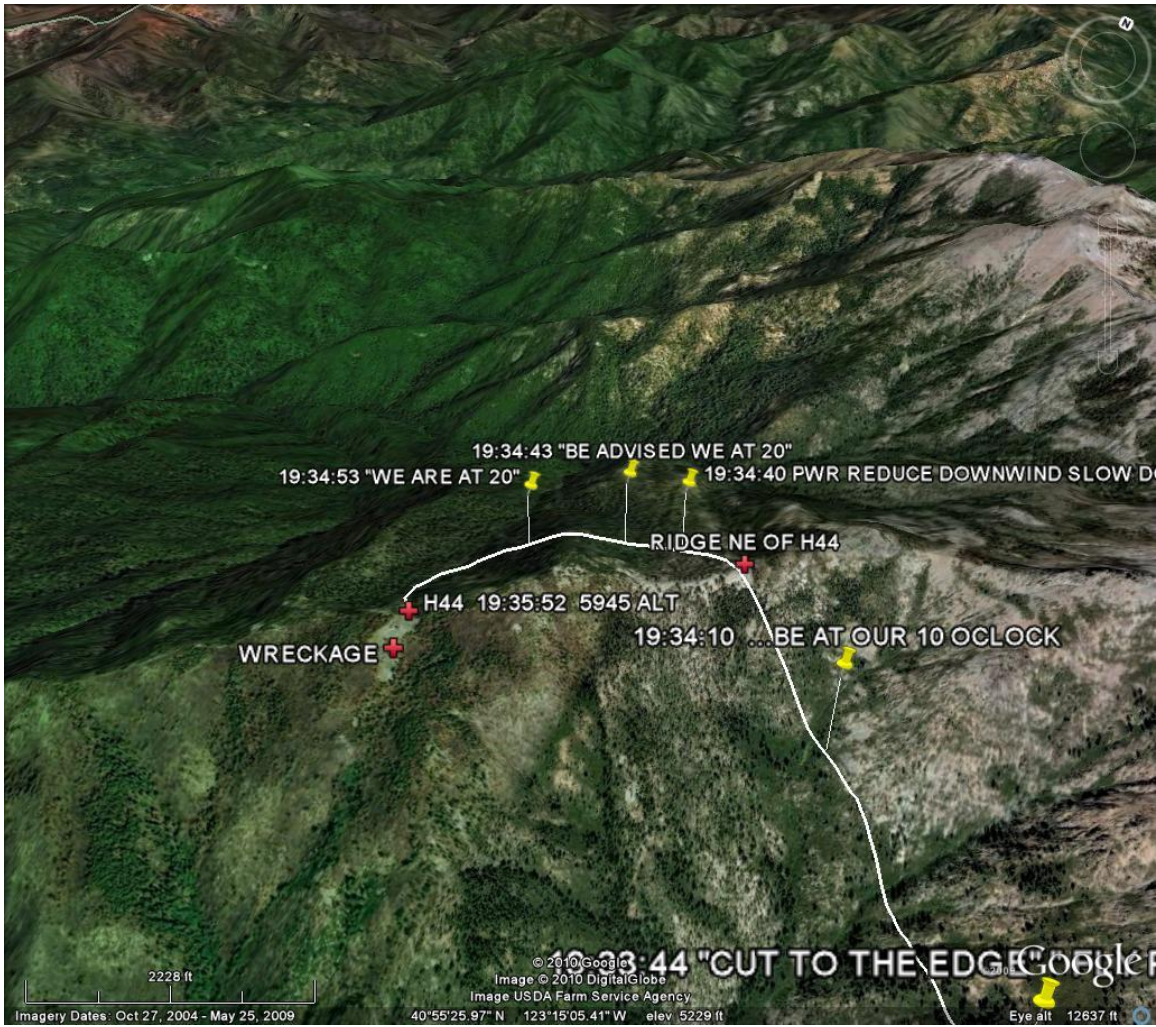 N
19:34:43 "BE ADVISED WE AT 20"
19:34:53 "WE ARE AT 20"
19:34:40 PWR REDUCE DOWNWIND SLOW DO
RIDGE NE OF H44
H44 19:35:52 5945 ALT
19:34:10 ...BE AT OUR 10 OCLOCK
WRECKAGE
19:33:44 "CUT TO THE EDGE
Google
© 2010 Google
Image © 2010 DigitalGlobe
Image USDA Farm Service Agency
2228 ft
Imagery Dates: Oct 27, 2004 - May 25, 2009
40°55'25.97" N 123°15'05.41" W elev 5229 ft
Eye alt 12637 ft